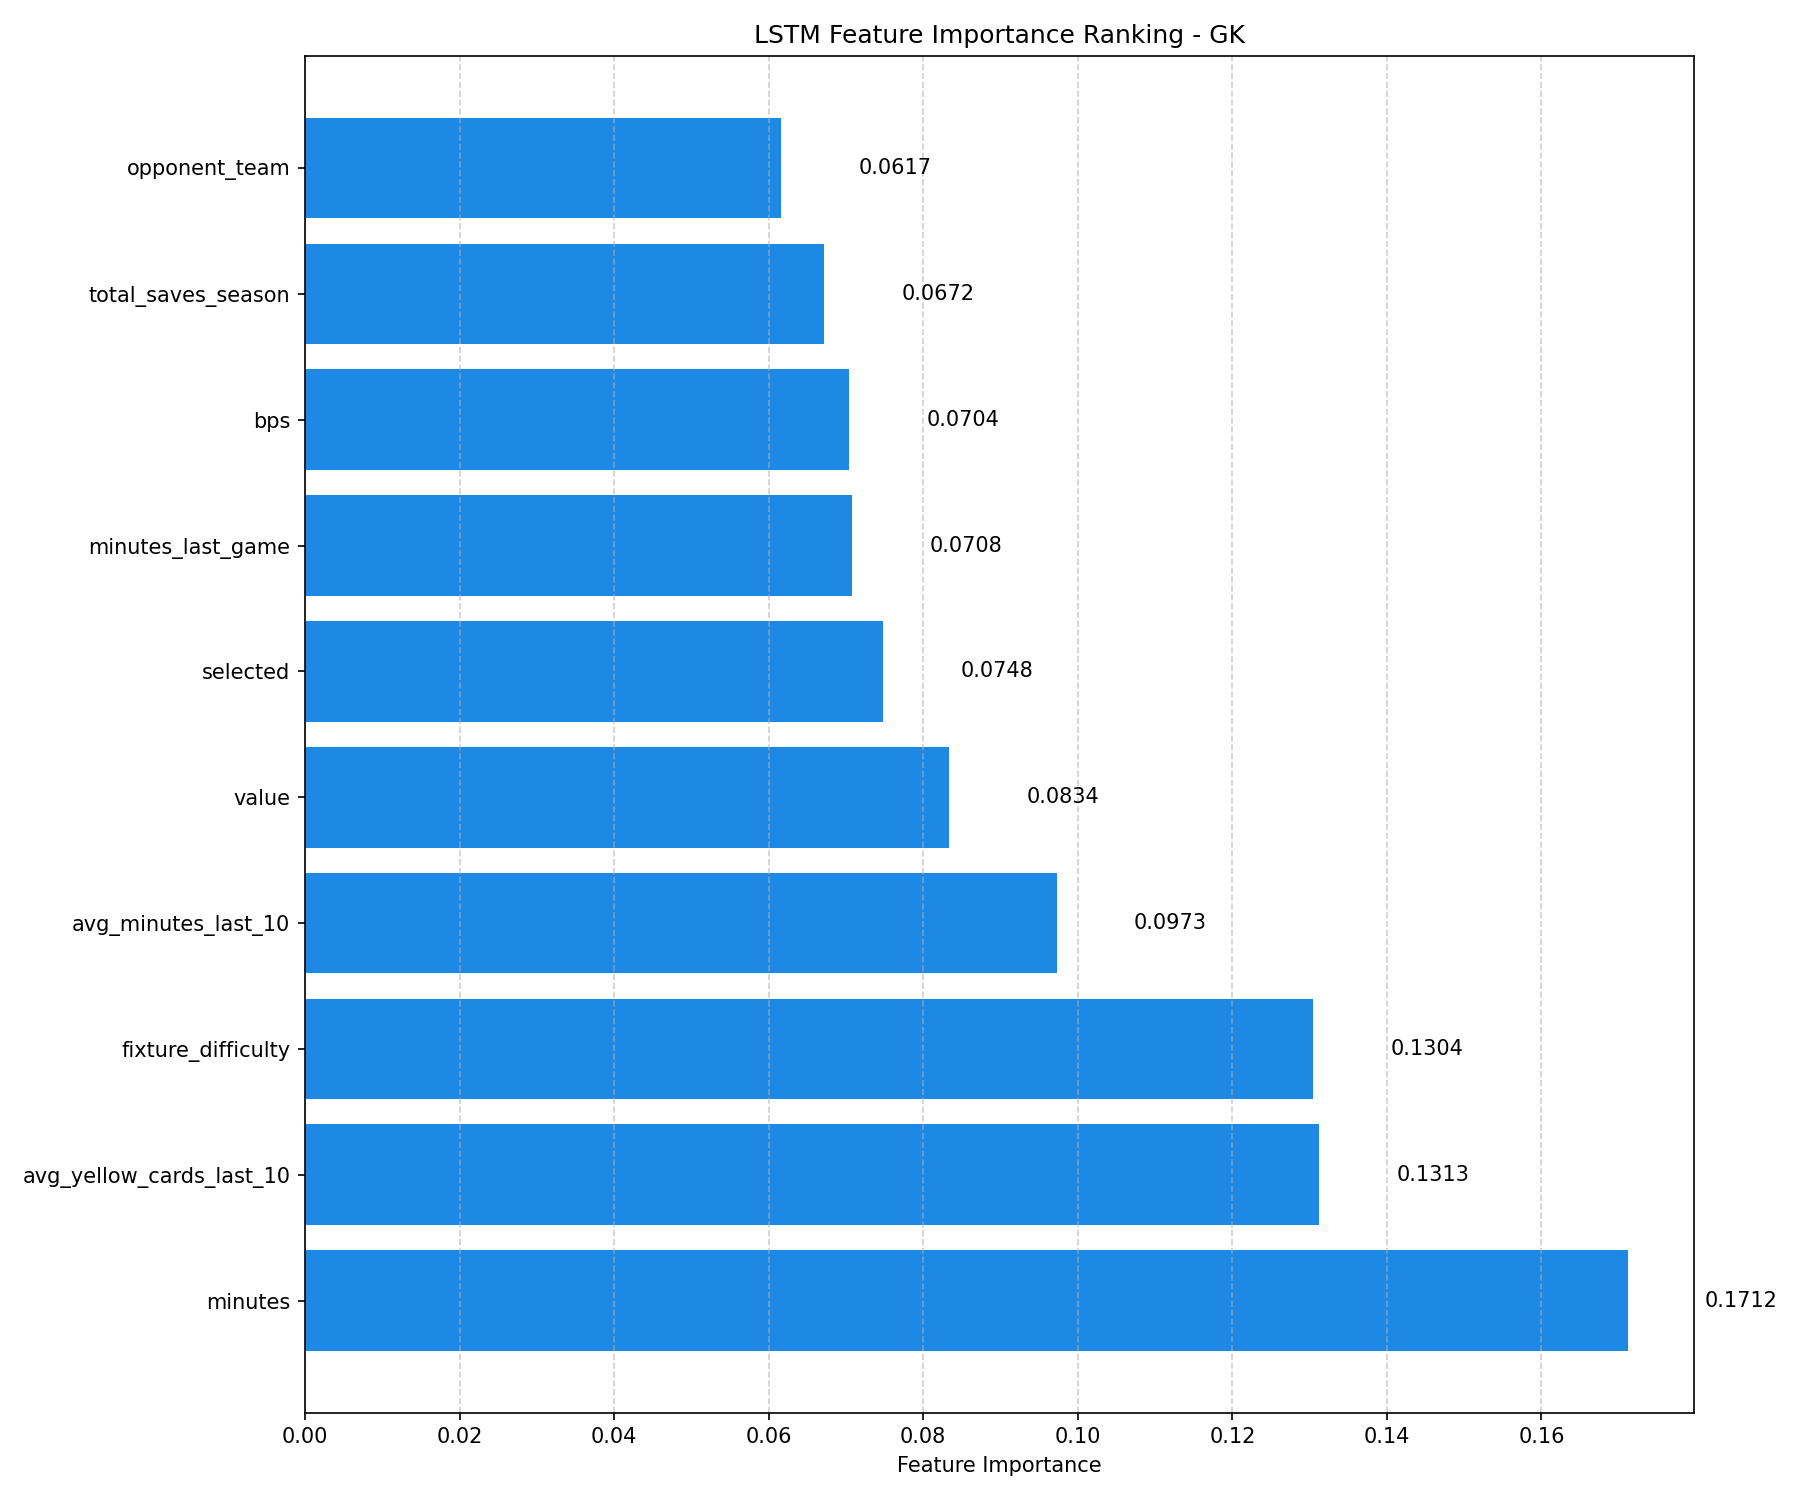 LSTM Feature Importance Ranking - GK
opponent_team 0.0617
total_saves_season 0.0672
bps 0.0704
minutes_last_game 0.0708
selected 0.0748
value 0.0834
avg_minutes_last_10 0.0973
fixture_difficulty 0.1304
avg_yellow_cards_last_10 0.1313
minutes 0.1712
0.00 0.02 0.04 0.06 0.08 0.10 0.12 0.14 0.16
Feature Importance